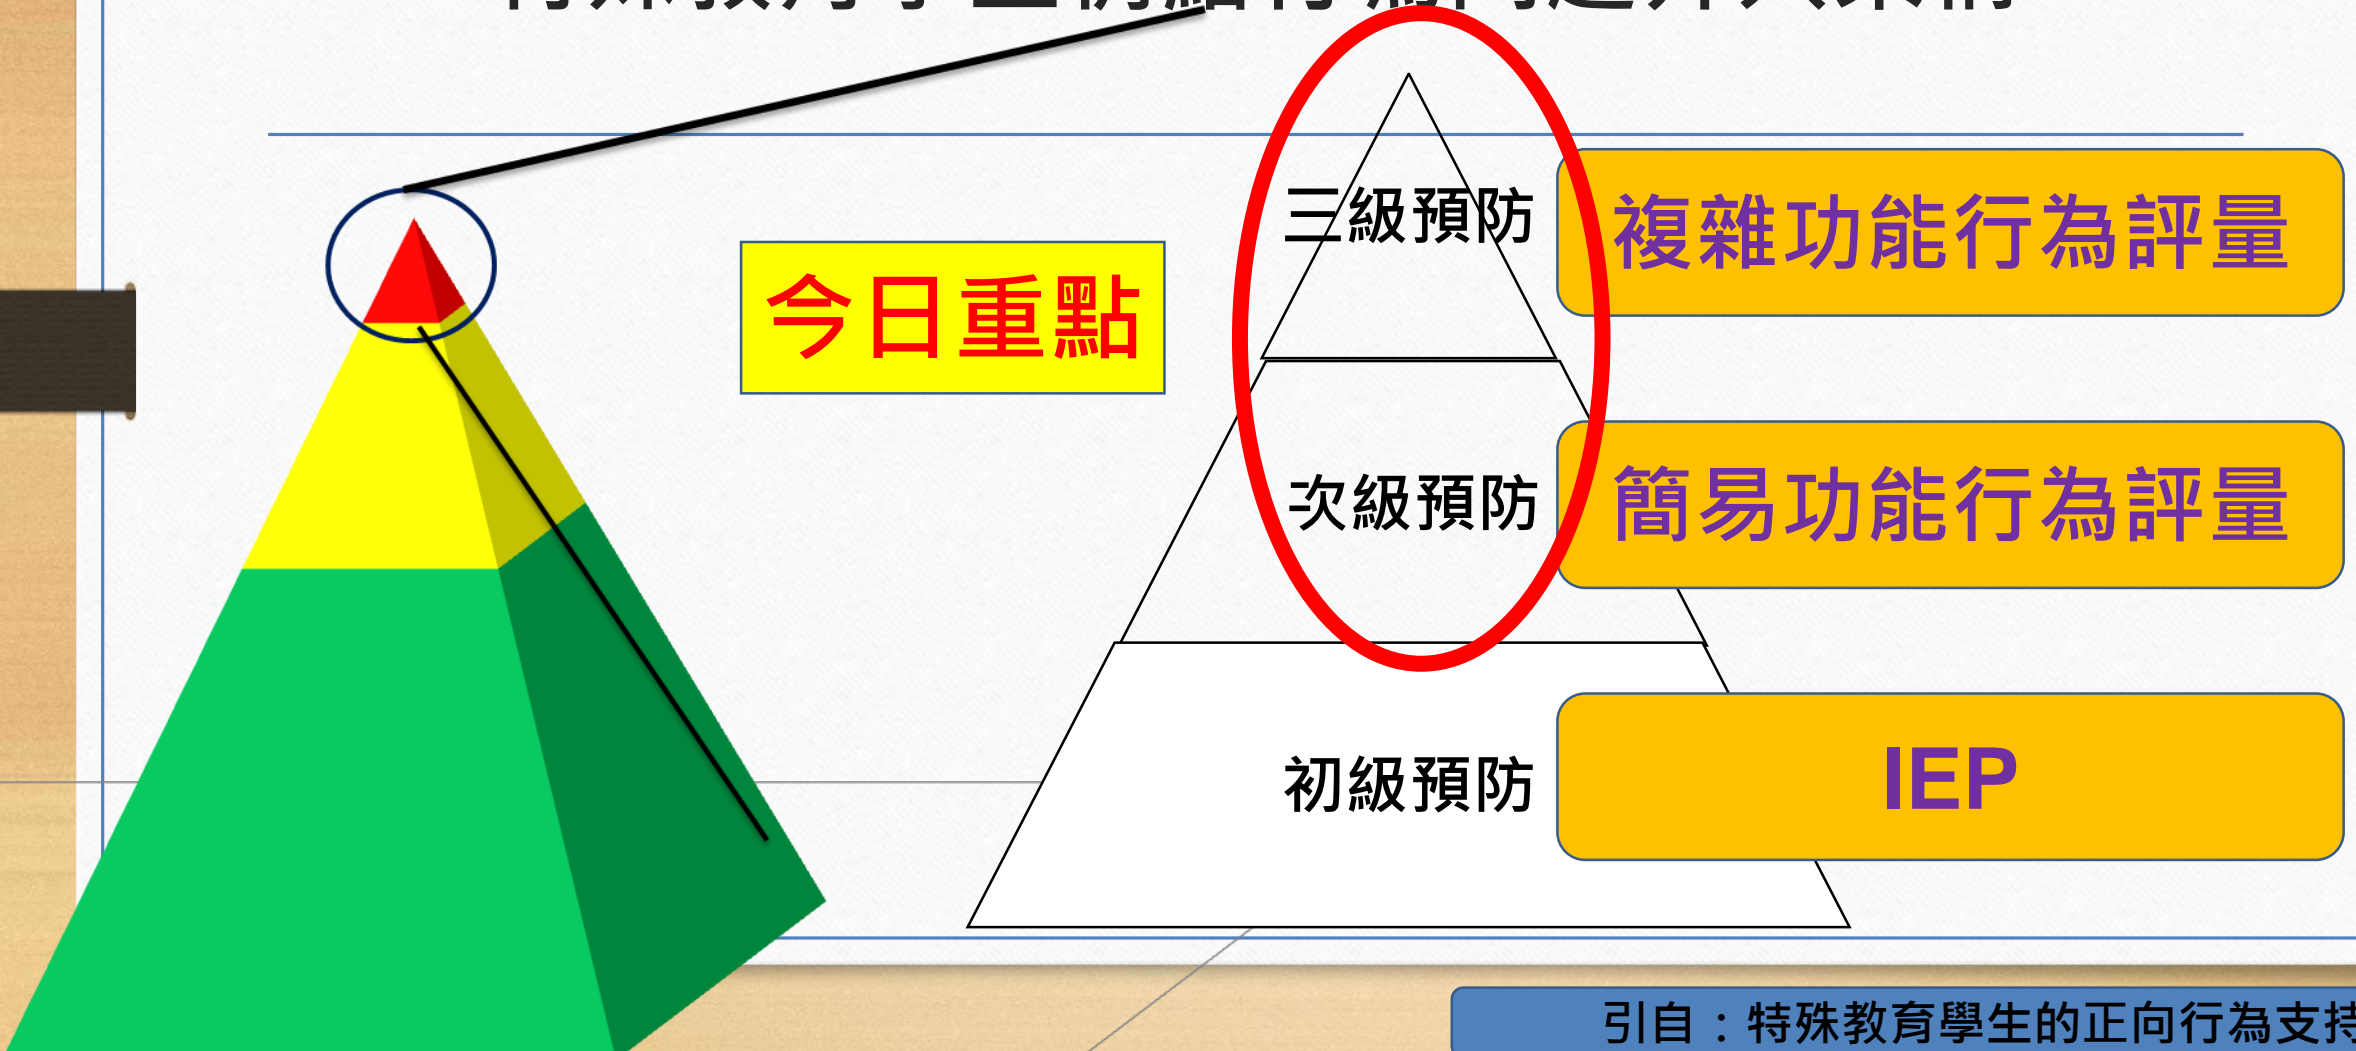 三級預防
複雜功能行為評量
今日重點
次級預防
簡易功能行為評量
初級預防
IEP
引自：特殊教育學生的正向行為支持